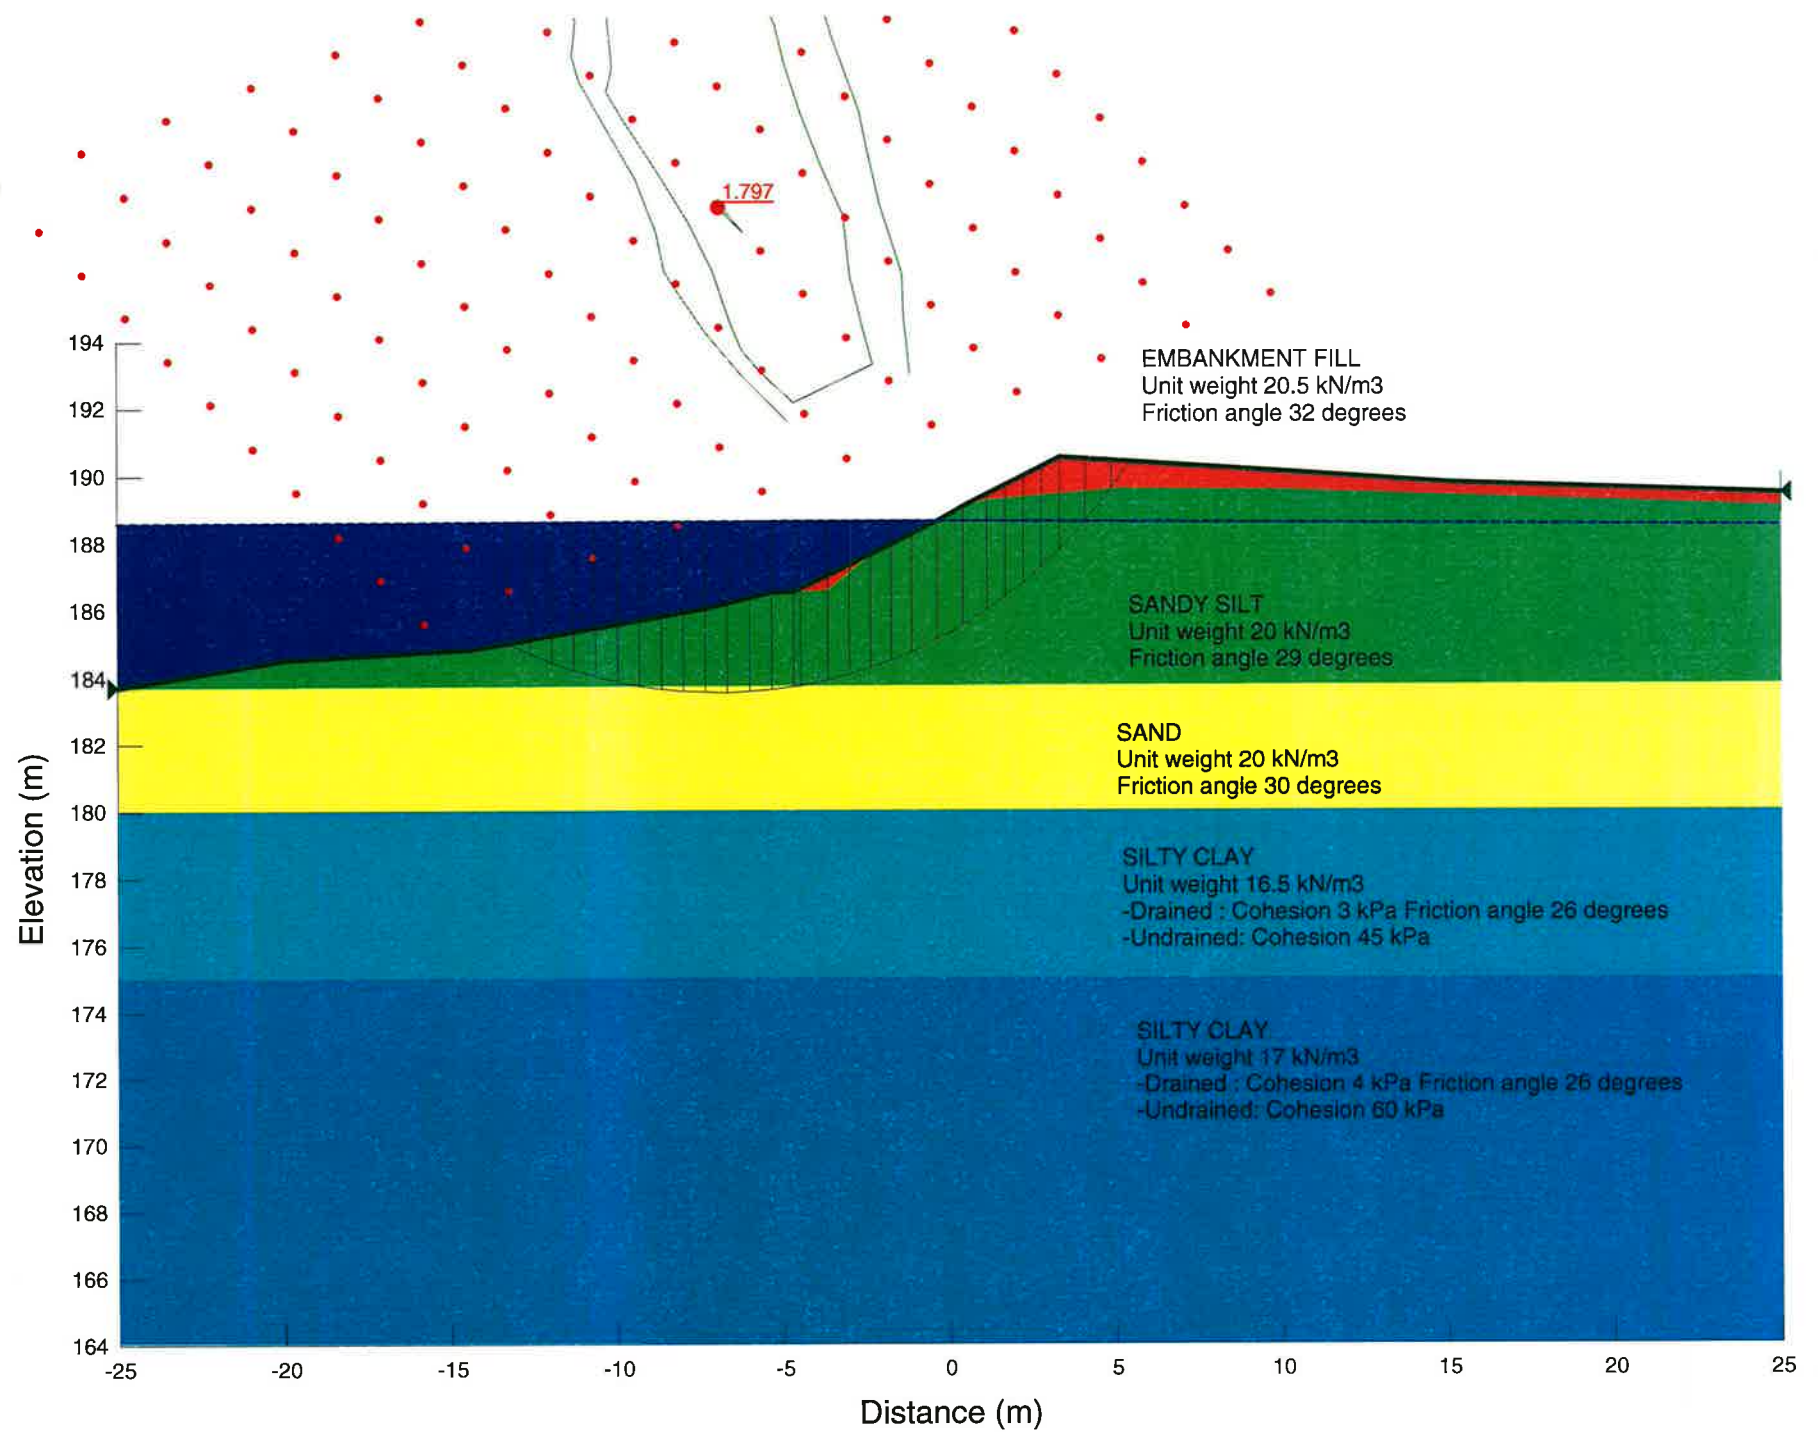 1.797
194
192
190
188
186
184
182
180
178
176
174
172
170
168
166
164
Elevation (m)
EMBANKMENT FILL
Unit weight 20.5 kN/m3
Friction angle 32 degrees
SANDY SILT
Unit weight 20 kN/m3
Friction angle 29 degrees
SAND
Unit weight 20 kN/m3
Friction angle 30 degrees
SILTY CLAY
Unit weight 16.5 kN/m3
-Drained : Cohesion 3 kPa Friction angle 26 degrees
-Undrained: Cohesion 45 kPa
SILTY CLAY
Unit weight 17 kN/m3
-Drained : Cohesion 4 kPa Friction angle 26 degrees
-Undrained: Cohesion 60 kPa
-25 -20 -15 -10 -5 0 5 10 15 20 25
Distance (m)